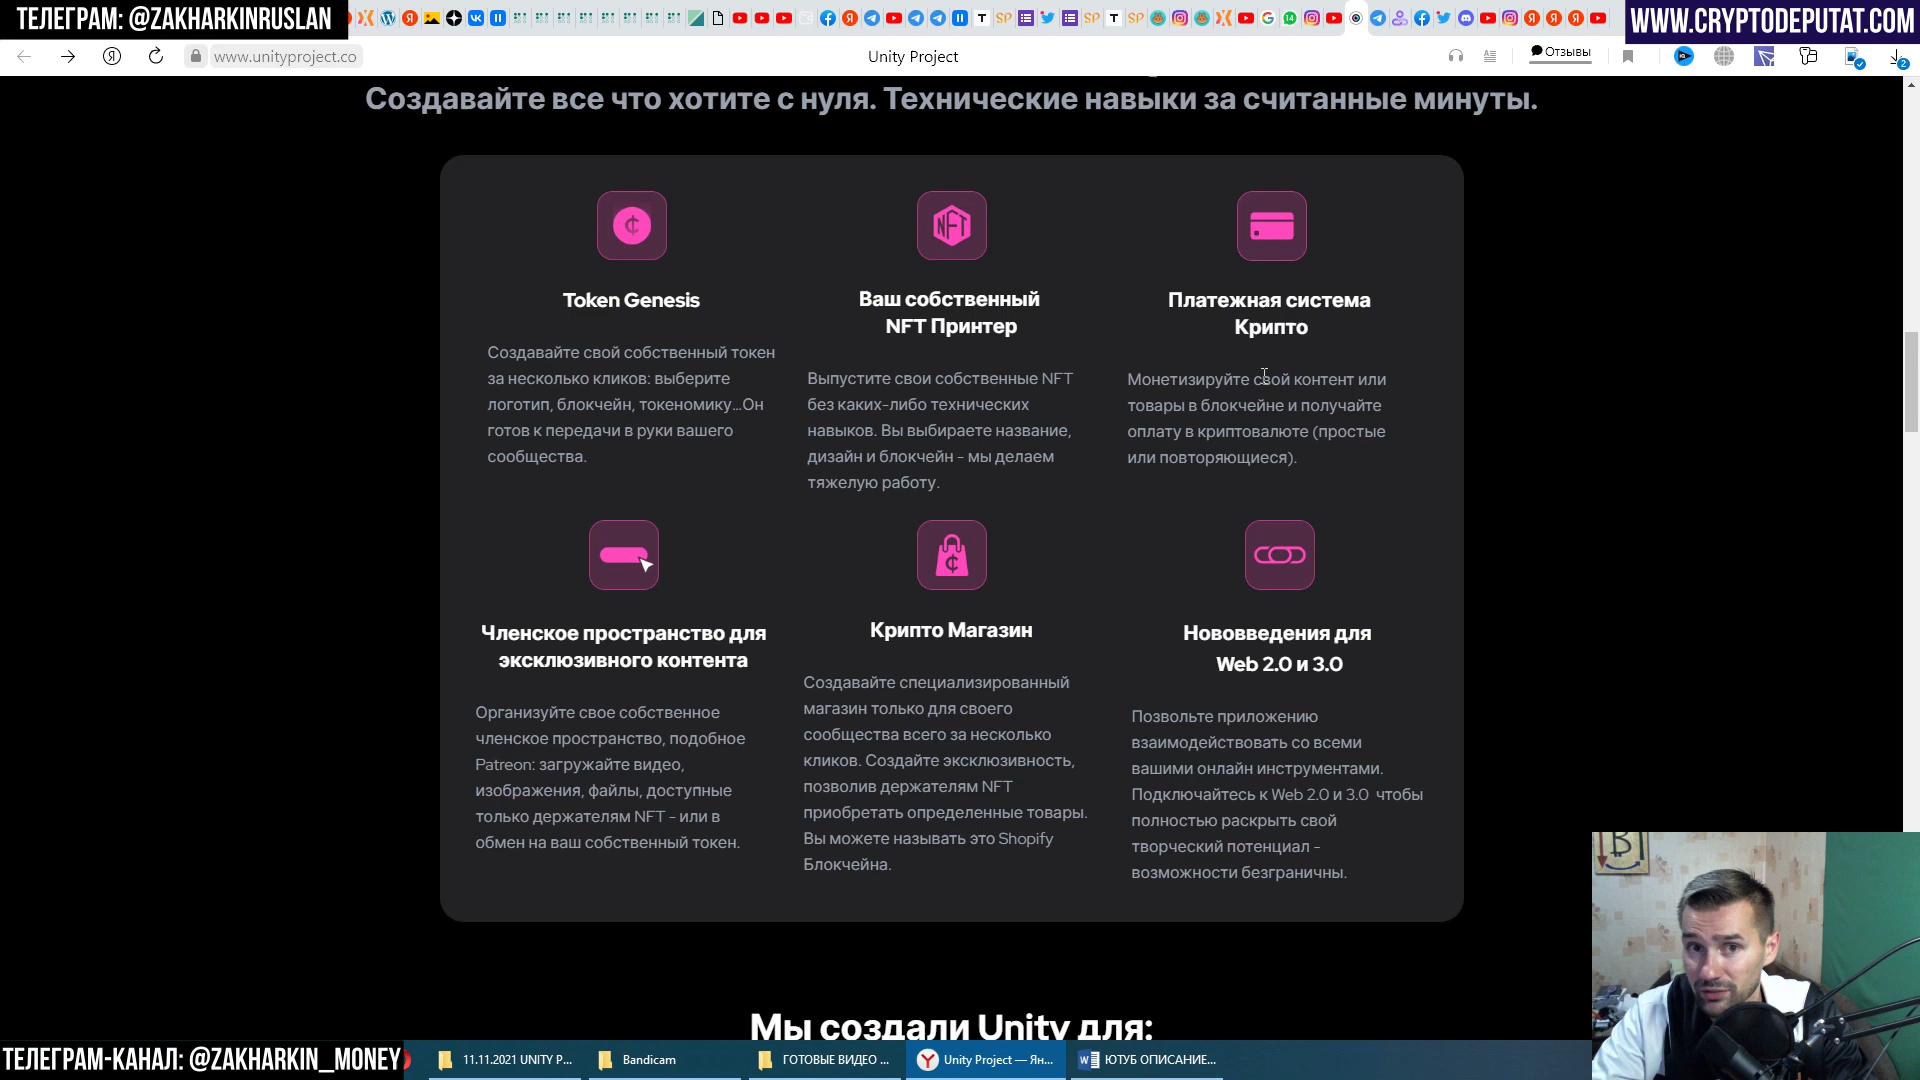 ТЕЛЕГРАМ: @ZAKHARKINRUSLAN
WWW.CRYPTODEPUTAT.COM
www.unityproject.co
Unity Project
Отзывы
Создавайте все что хотите с нуля. Технические навыки за считанные минуты.
Token Genesis
Создавайте свой собственный токен
за несколько кликов: выберите
логотип, блокчейн, токеномику...Он
готов к передачи в руки вашего
сообщества.
NFT
Ваш собственный
NFT Принтер
Выпустите свои собственные NFT
без каких-либо технических
навыков. Вы выбираете название,
дизайн и блокчейн - мы делаем
тяжелую работу.
Платежная система
Крипто
Монетизируйте свой контент или
товары в блокчейне и получайте
оплату в криптовалюте (простые
или повторяющиеся).
Членское пространство для
эксклюзивного контента
Организуйте свое собственное
членское пространство, подобное
Patreon: загружайте видео,
изображения, файлы, доступные
только держателям NFT - или в
обмен на ваш собственный токен.
Крипто Магазин
Создавайте специализированный
магазин только для своего
сообщества всего за несколько
кликов. Создайте эксклюзивность,
позволив держателям NFT
приобретать определенные товары.
Вы можете называть это Shopify
Блокчейна.
Нововведения для
Web 2.0 и 3.0
Позвольте приложению
взаимодействовать со всеми
вашими онлайн инструментами.
Подключайтесь к Web 2.0 и 3.0 чтобы
полностью раскрыть свой
творческий потенциал -
возможности безграничны.
Мы создали Unity для:
ТЕЛЕГРАМ-КАНАЛ: @ZAKHARKIN_MONEY
11.11.2021 UNITY P...
Bandicam
ГОТОВЫЕ ВИДЕО ...
Unity Project — Ян...
ЮТУБ ОПИСАНИЕ...